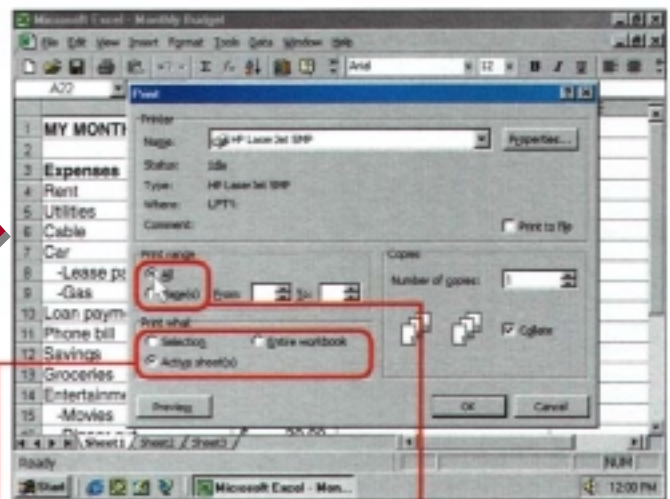 Microsoft Excel - Monthly Budget
File Edit View Insert Format Tools Data Window Help
Arial 12 B I U
A22
Print
Printer
Name: HP LaserJet 5MP Properties...
Status: Idle
Type: HP LaserJet 5MP
Where: LPT1:
Comment: Print to file
Print range
All
Page(s) From: To:
Copies
Number of copies: 1
Collate
Print what
Selection Entire workbook
Active sheet(s)
Preview OK Cancel
1 MY MONTH
2
3 Expenses
4 Rent
5 Utilities
6 Cable
7 Car
8 -Lease pa
9 -Gas
10 Loan paym
11 Phone bill
12 Savings
13 Groceries
14 Entertainme
15 -Movies
Sheet1 Sheet2 Sheet3
Ready NUM
Start Microsoft Excel - Mon... 12:00 PM